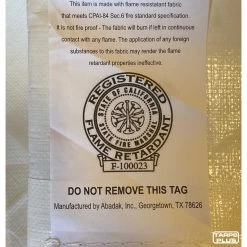 This item is made with flame resistatant fabric
that meets CPAI-84 Sec.6 fire standard specification.
It is not fire proof - The fabric will burn if left in continuous
contact with any flame. The application of any foreign
substances to this fabric may render the flame
retardant properties ineffective.
REGISTERED
STATE OF CALIFORNIA
STATE FIRE MARSHAL
FLAME RETARDANT
F-100023
DO NOT REMOVE THIS TAG
Manufactured by Abadak, Inc., Georgetown, TX 78626
TARPS
PLUS